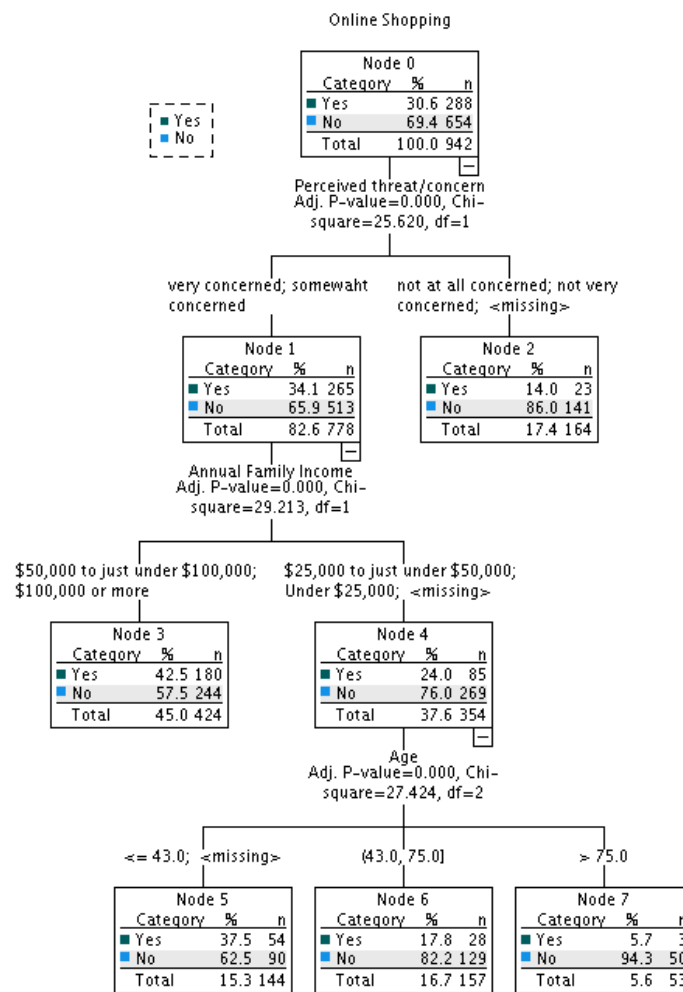 Online Shopping
Yes
No
Node 0
Category % n
Yes 30.6 288
No 69.4 654
Total 100.0 942
Perceived threat/concern
Adj. P-value=0.000, Chi-
square=25.620, df=1
very concerned; somewaht
concerned
not at all concerned; not very
concerned; <missing>
Node 1
Category % n
Yes 34.1 265
No 65.9 513
Total 82.6 778
Node 2
Category % n
Yes 14.0 23
No 86.0 141
Total 17.4 164
Annual Family Income
Adj. P-value=0.000, Chi-
square=29.213, df=1
$50,000 to just under $100,000;
$100,000 or more
$25,000 to just under $50,000;
Under $25,000; <missing>
Node 3
Category % n
Yes 42.5 180
No 57.5 244
Total 45.0 424
Node 4
Category % n
Yes 24.0 85
No 76.0 269
Total 37.6 354
Age
Adj. P-value=0.000, Chi-
square=27.424, df=2
<= 43.0; <missing>
(43.0, 75.0]
> 75.0
Node 5
Category % n
Yes 37.5 54
No 62.5 90
Total 15.3 144
Node 6
Category % n
Yes 17.8 28
No 82.2 129
Total 16.7 157
Node 7
Category % n
Yes 5.7 3
No 94.3 50
Total 5.6 53